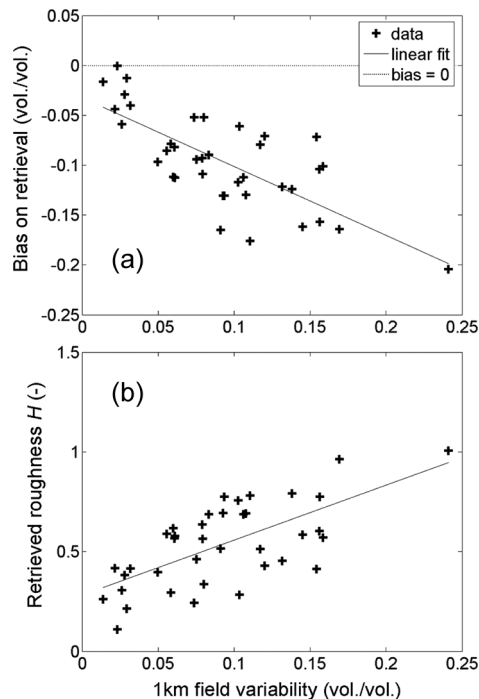 0.05
0
-0.05
-0.1
-0.15
-0.2
-0.25
Bias on retrieval (vol./vol.)
data
linear fit
bias = 0
(a)
0 0.05 0.1 0.15 0.2 0.25
1.5
1
0.5
0
Retrieved roughness H (-)
(b)
0 0.05 0.1 0.15 0.2 0.25
1km field variability (vol./vol.)